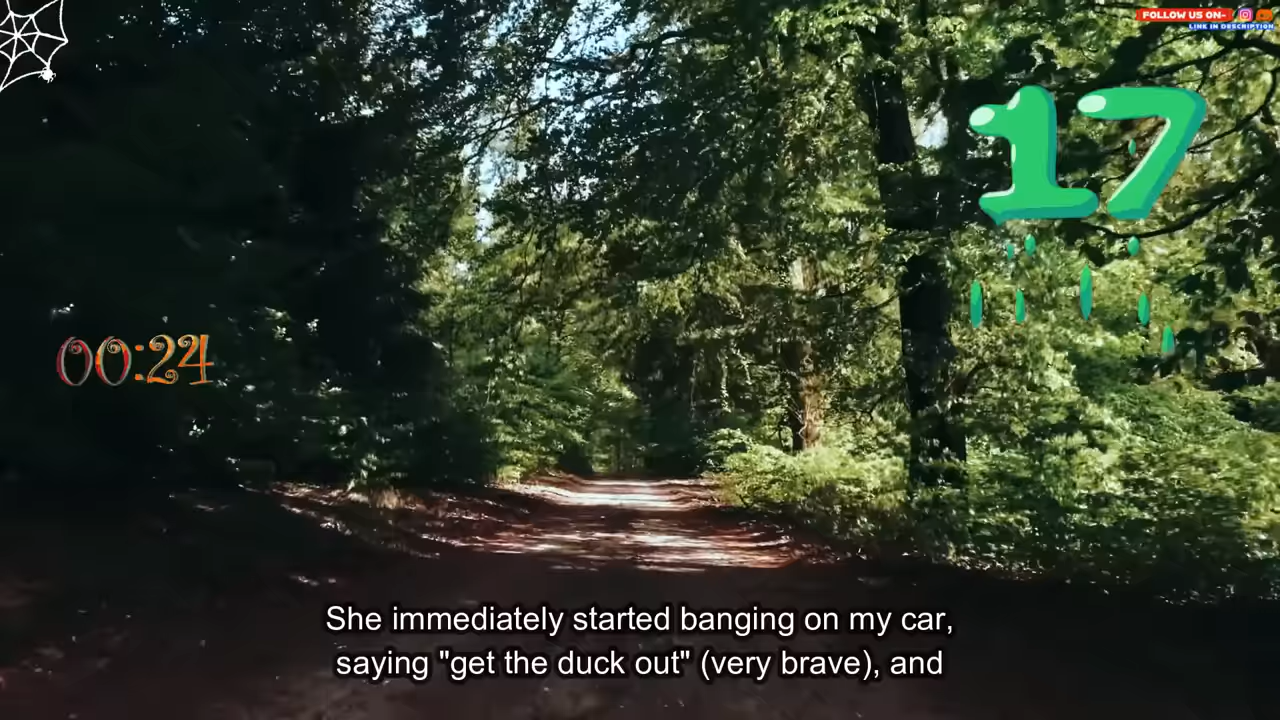 FOLLOW US ON-
LINK IN DESCRIPTION
17
00:24
She immediately started banging on my car,
saying "get the duck out" (very brave), and